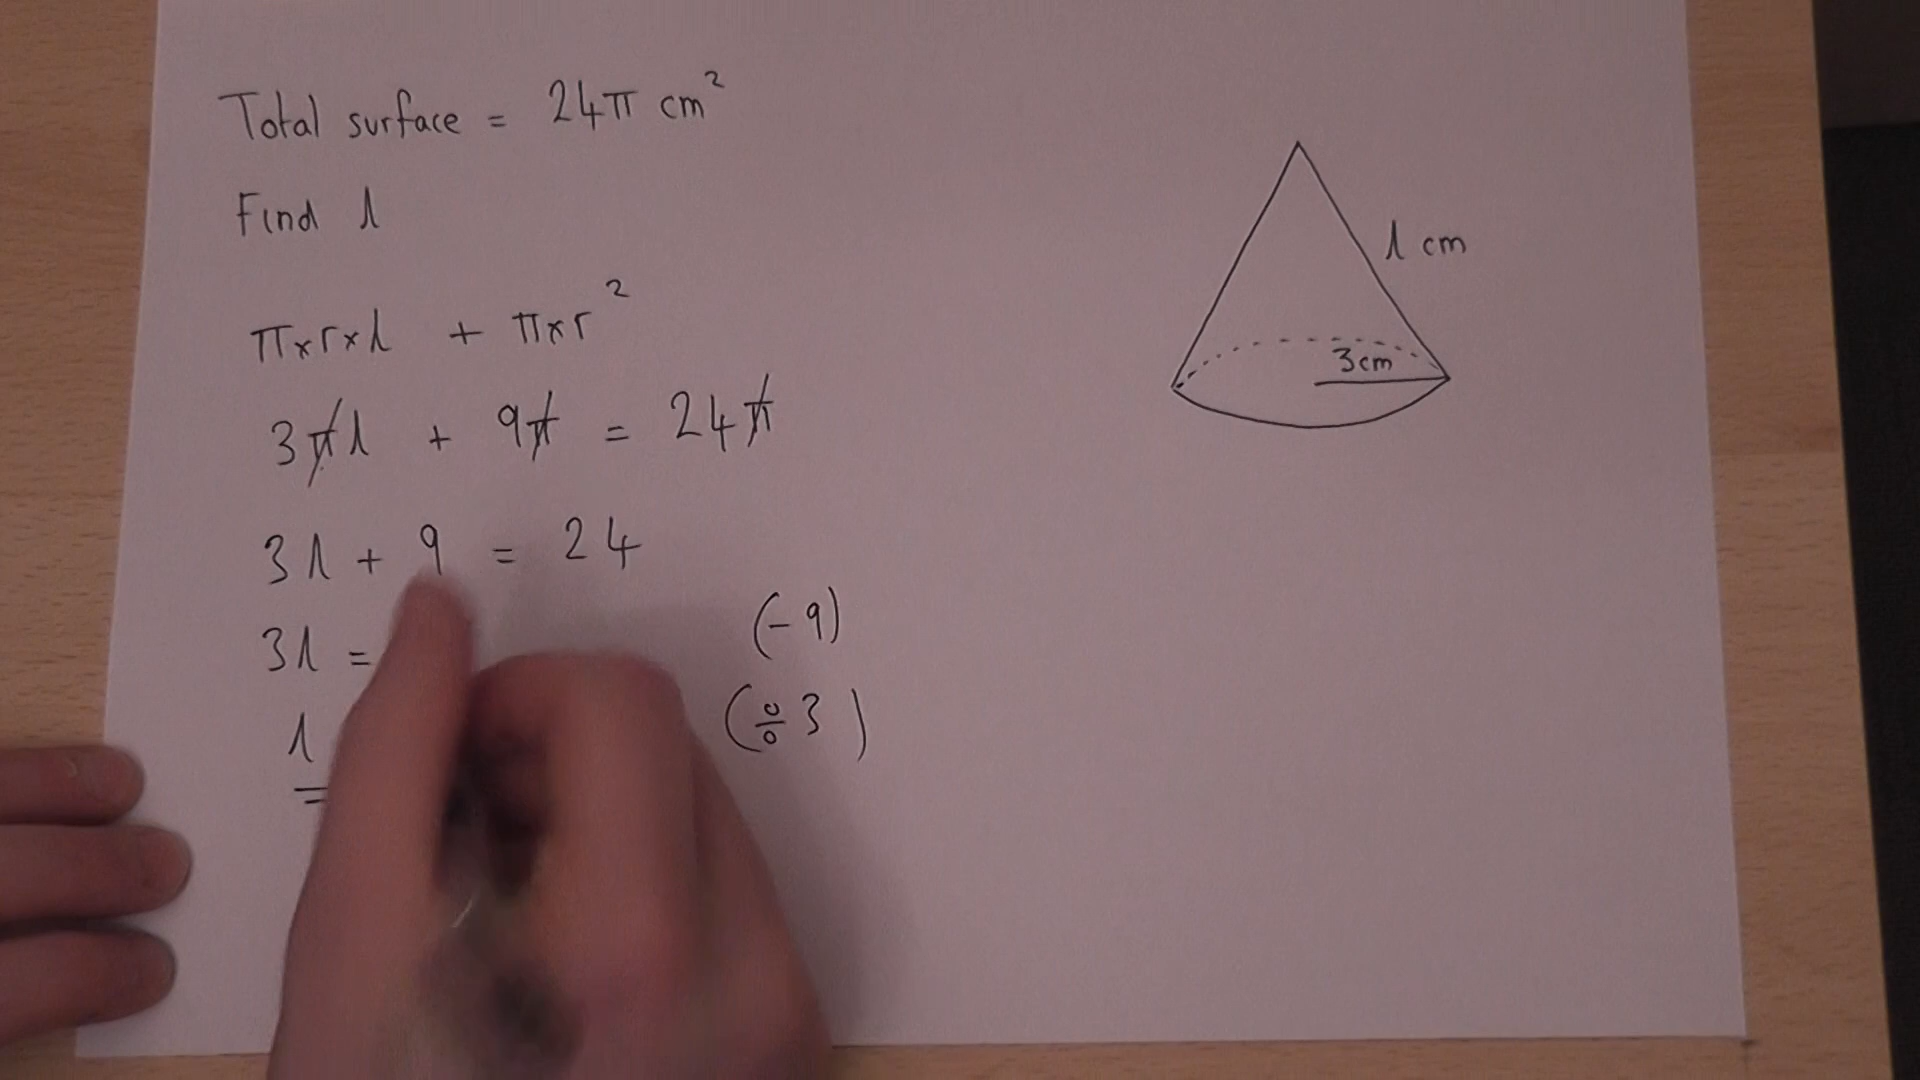 Total surface = 24π cm²
Find l
π×r×l + π×r²
3πl + 9π = 24π
3l + 9 = 24
3l = (-9)
l (÷3)
l cm
3cm